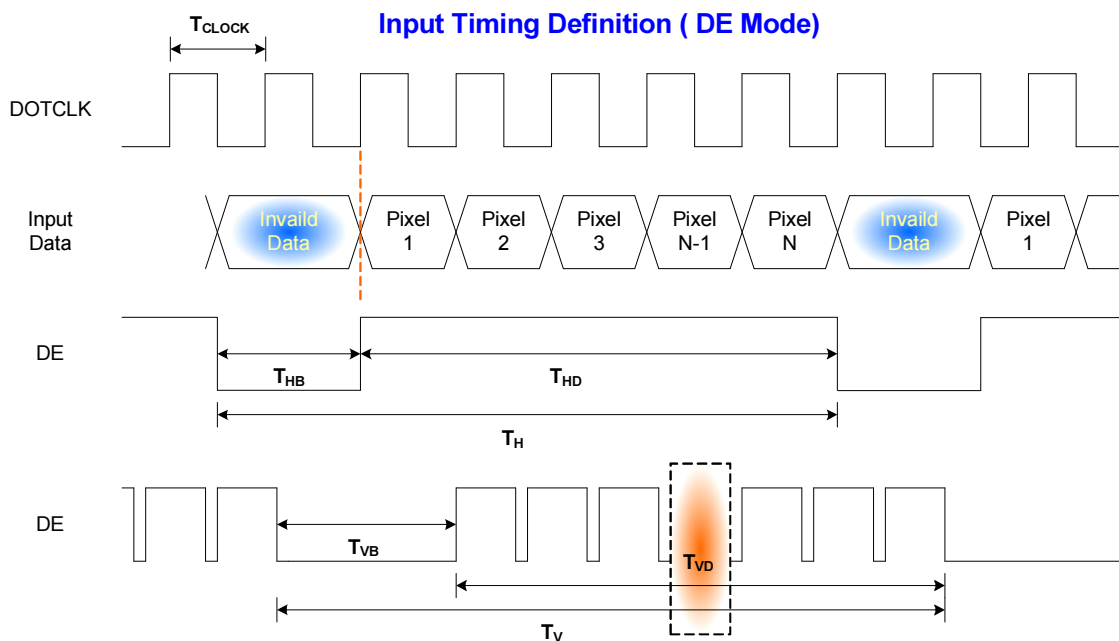 Input Timing Definition ( DE Mode)
TCLOCK
DOTCLK
Input
Data
Invaild
Data
Pixel
1
Pixel
2
Pixel
3
Pixel
N-1
Pixel
N
Invaild
Data
Pixel
1
DE
THB
THD
TH
DE
TVB
TVD
TV